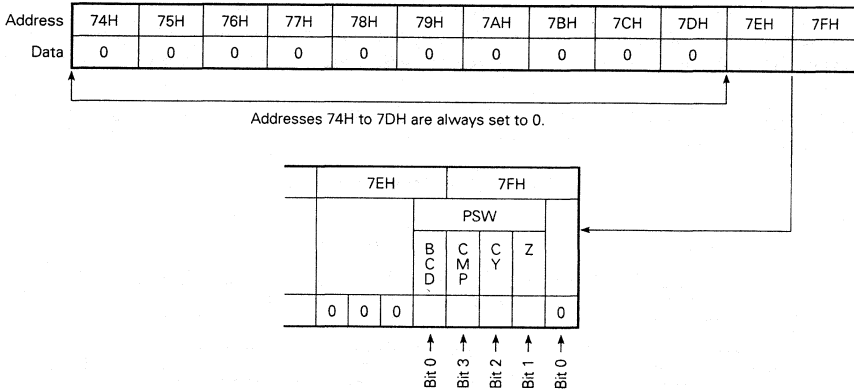 Address 74H 75H 76H 77H 78H 79H 7AH 7BH 7CH 7DH 7EH 7FH
Data 0 0 0 0 0 0 0 0 0 0
Addresses 74H to 7DH are always set to 0.
7EH 7FH
PSW
BCD CMP CY Z
0 0 0 0
Bit 0 Bit 3 Bit 2 Bit 1 Bit 0